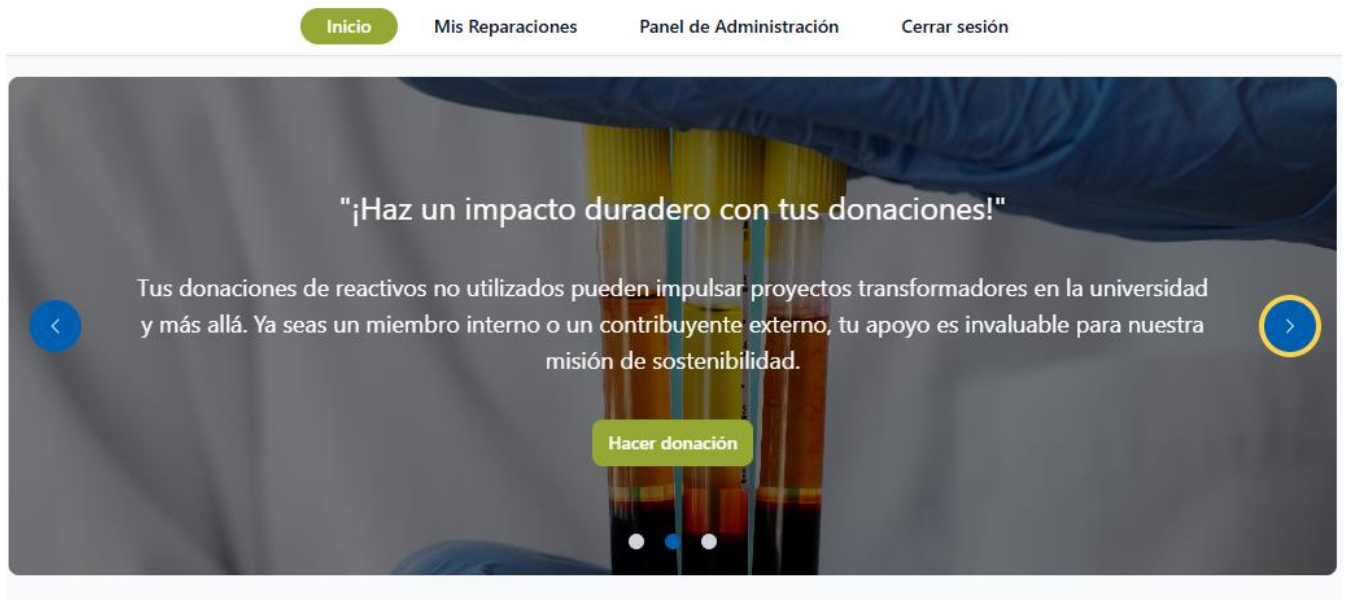 Inicio
Mis Reparaciones
Panel de Administración
Cerrar sesión
"¡Haz un impacto duradero con tus donaciones!"
Tus donaciones de reactivos no utilizados pueden impulsar proyectos transformadores en la universidad
y más allá. Ya seas un miembro interno o un contribuyente externo, tu apoyo es invaluable para nuestra
misión de sostenibilidad.
Hacer donación